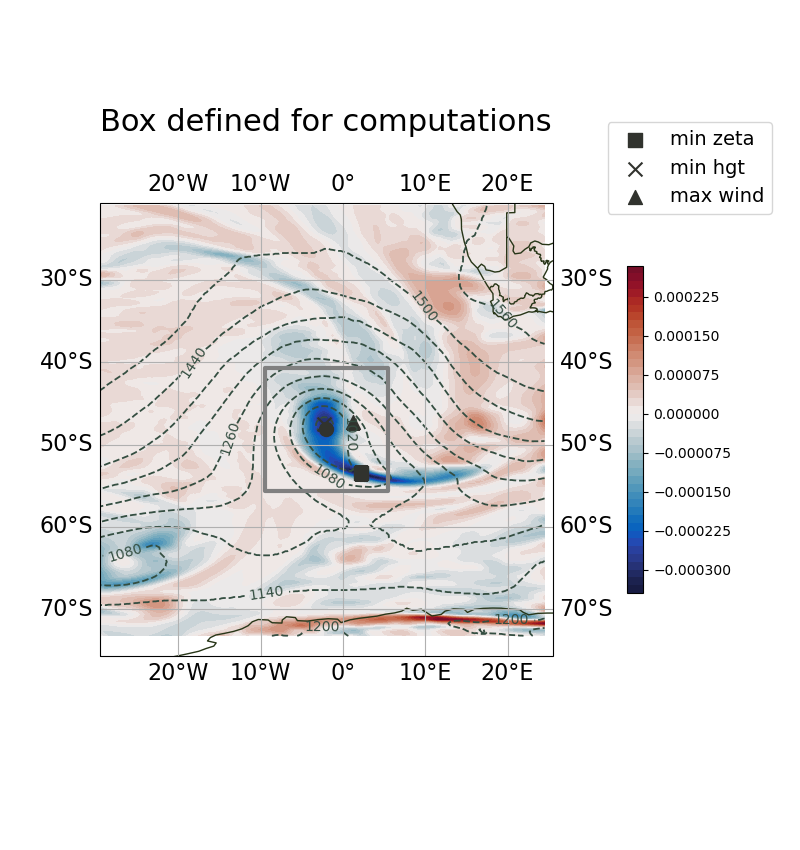 Box defined for computations
min zeta
min hgt
max wind
20°W 10°W 0° 10°E 20°E
30°S 30°S
40°S 40°S
50°S 50°S
60°S 60°S
70°S 70°S
20°W 10°W 0° 10°E 20°E
1500
1560
1440
1260
1080
1080
1140
1200
1200
0.000225
0.000150
0.000075
0.000000
−0.000075
−0.000150
−0.000225
−0.000300